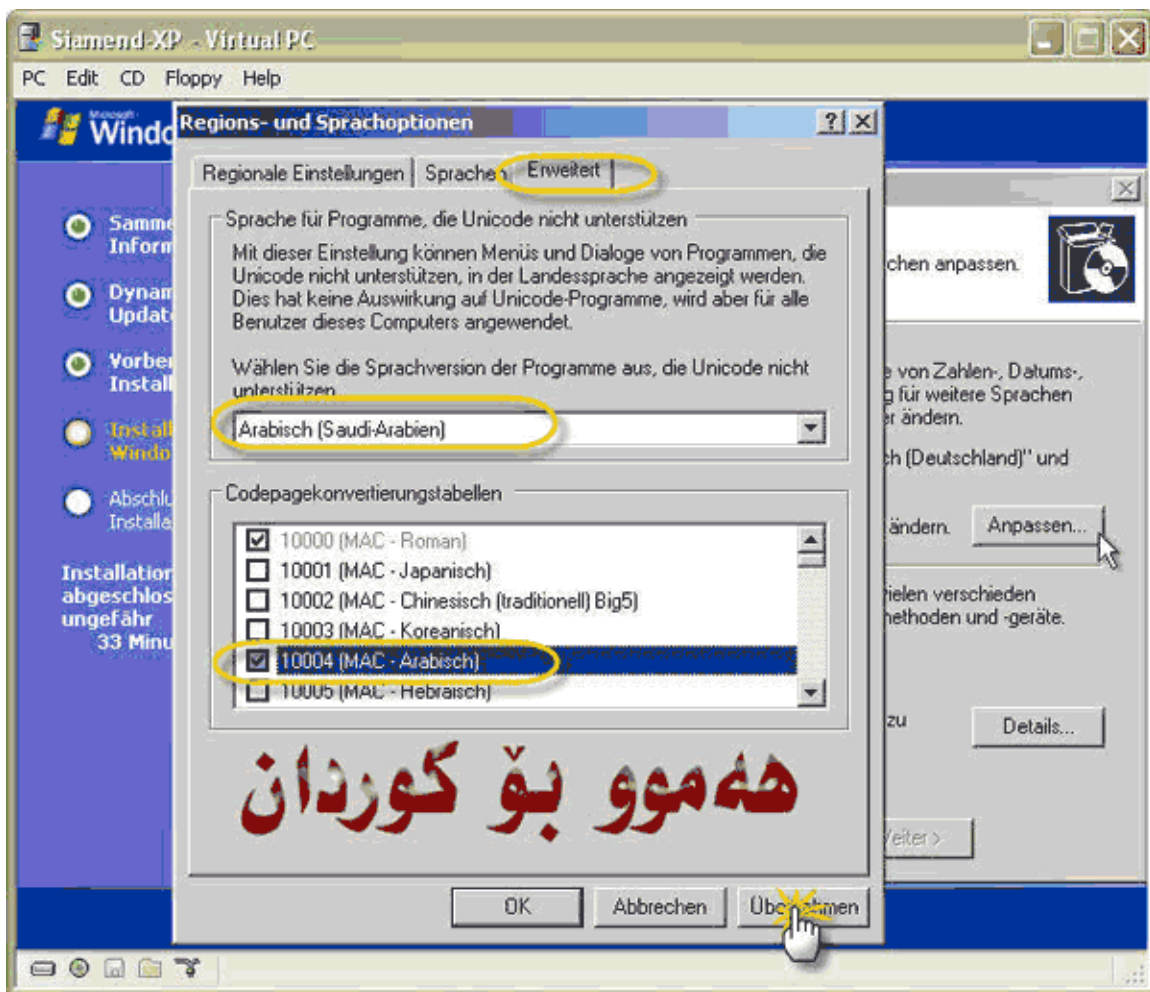 Siamend-XP - Virtual PC
PC Edit CD Floppy Help
Microsoft
Regions- und Sprachoptionen
Regionale Einstellungen
Sprachen
Erweitert
Sprache für Programme, die Unicode nicht unterstützen
Mit dieser Einstellung können Menüs und Dialoge von Programmen, die
Unicode nicht unterstützen, in der Landessprache angezeigt werden.
Dies hat keine Auswirkung auf Unicode-Programme, wird aber für alle
Benutzer dieses Computers angewendet.
Wählen Sie die Sprachversion der Programme aus, die Unicode nicht
unterstützen
Arabisch (Saudi-Arabien)
Codepagekonvertierungstabellen
10000 (MAC - Roman)
10001 (MAC - Japanisch)
10002 (MAC - Chinesisch (traditionell) Big5)
10003 (MAC - Koreanisch)
10004 (MAC - Arabisch)
10005 (MAC - Hebraisch)
هەموو بۆ كوردان
OK
Abbrechen
Übernehmen
Installation
abgeschlos
ungefähr
33 Minu
chen anpassen.
von Zahlen-, Datums-,
für weitere Sprachen
ändern.
(Deutschland)" und
ändern.
Anpassen...
vielen verschieden
methoden und -geräte.
zu
Details...
Weiter >